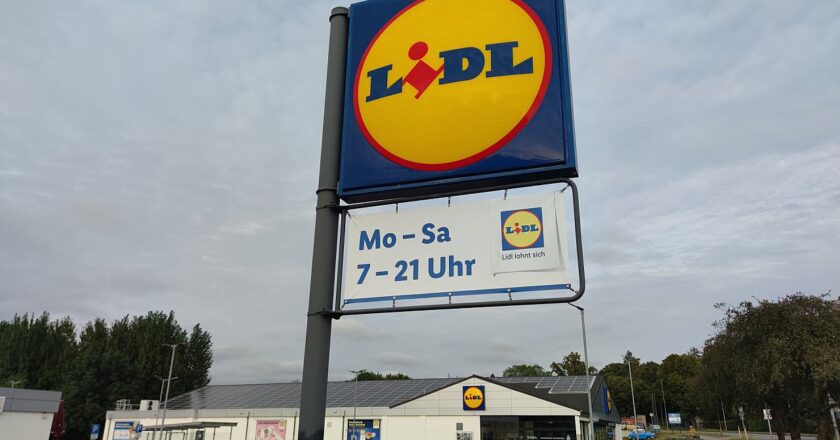 LIDL
Mo – Sa
7 – 21 Uhr
LIDL
Lidl lohnt sich
LIDL